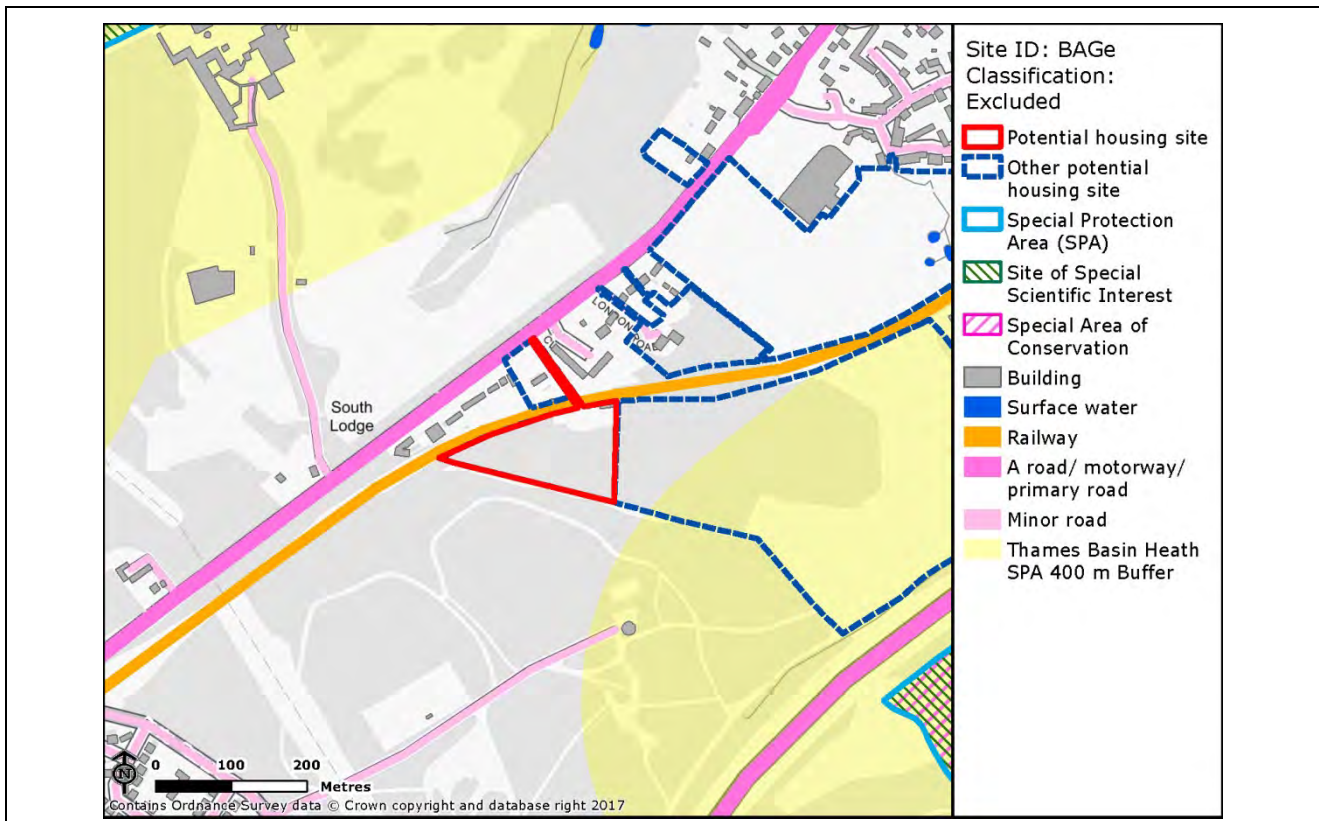 Site ID: BAGe
Classification:
Excluded
Potential housing site
Other potential
housing site
Special Protection
Area (SPA)
Site of Special
Scientific Interest
Special Area of
Conservation
Building
Surface water
Railway
A road/ motorway/
primary road
Minor road
Thames Basin Heath
SPA 400 m Buffer
LONDON ROA
C
South
Lodge
N
0 100 200
Metres
Contains Ordnance Survey data © Crown copyright and database right 2017